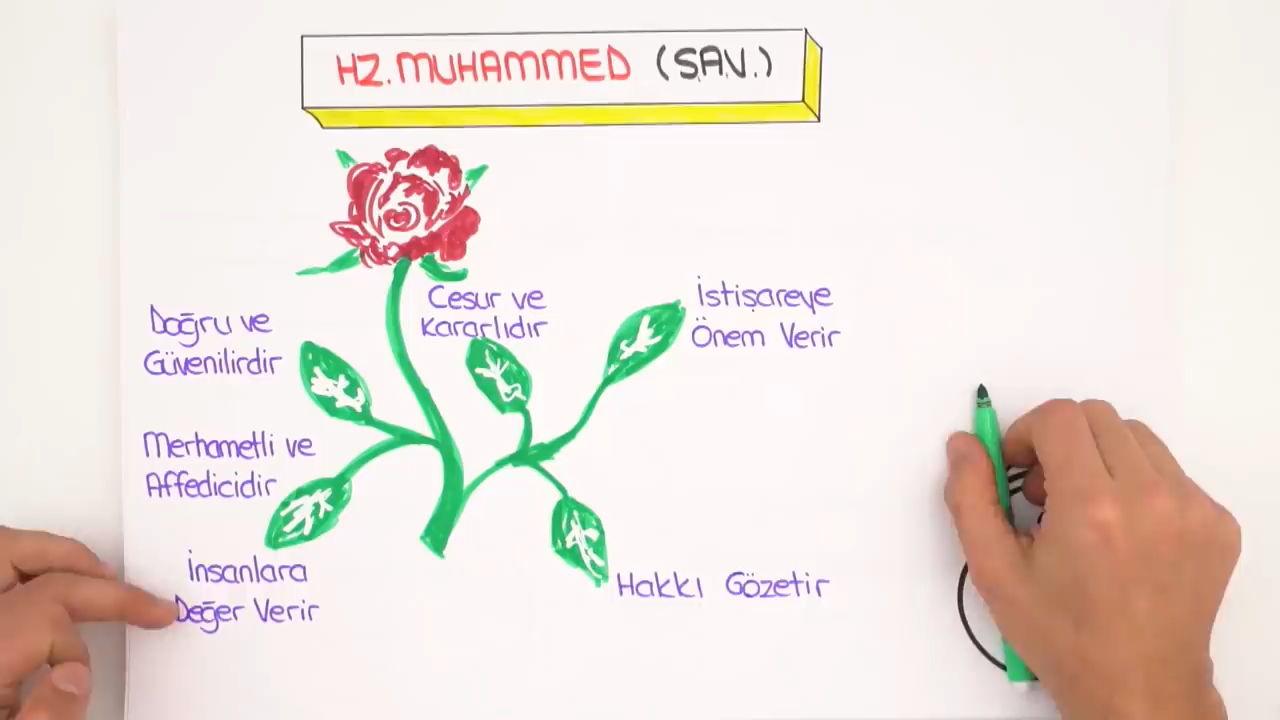 HZ. MUHAMMED (S.A.V.)
Cesur ve
Kararlıdır
İstişareye
Önem Verir
Doğru ve
Güvenilirdir
Merhametli ve
Affedicidir
İnsanlara
Değer Verir
Hakkı Gözetir